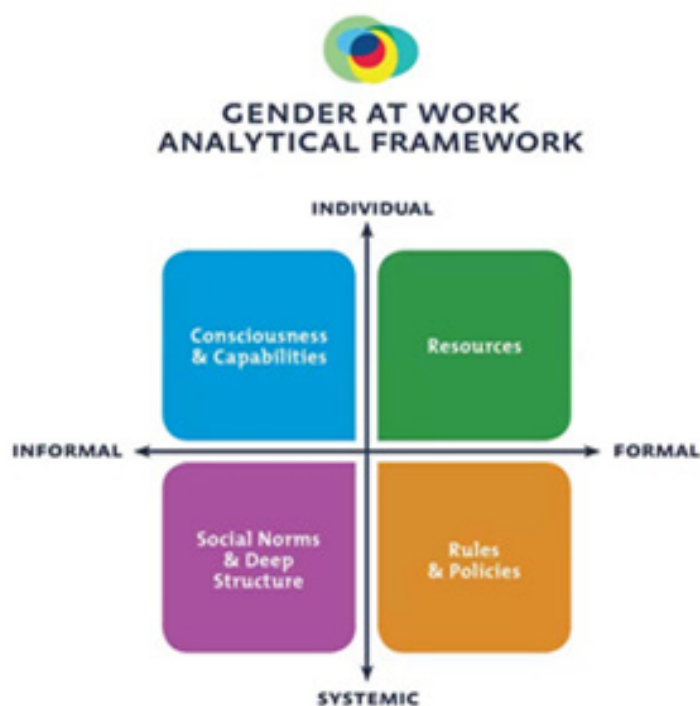 GENDER AT WORK
ANALYTICAL FRAMEWORK
INDIVIDUAL
Consciousness
& Capabilities
Resources
INFORMAL
FORMAL
Social Norms
& Deep
Structure
Rules
& Policies
SYSTEMIC